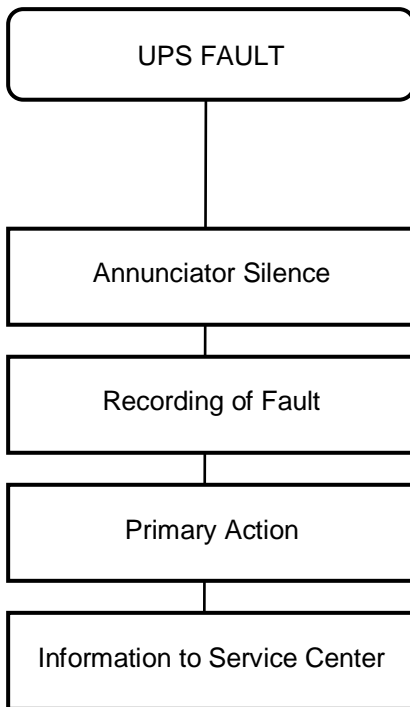 UPS FAULT
Annunciator Silence
Recording of Fault
Primary Action
Information to Service Center